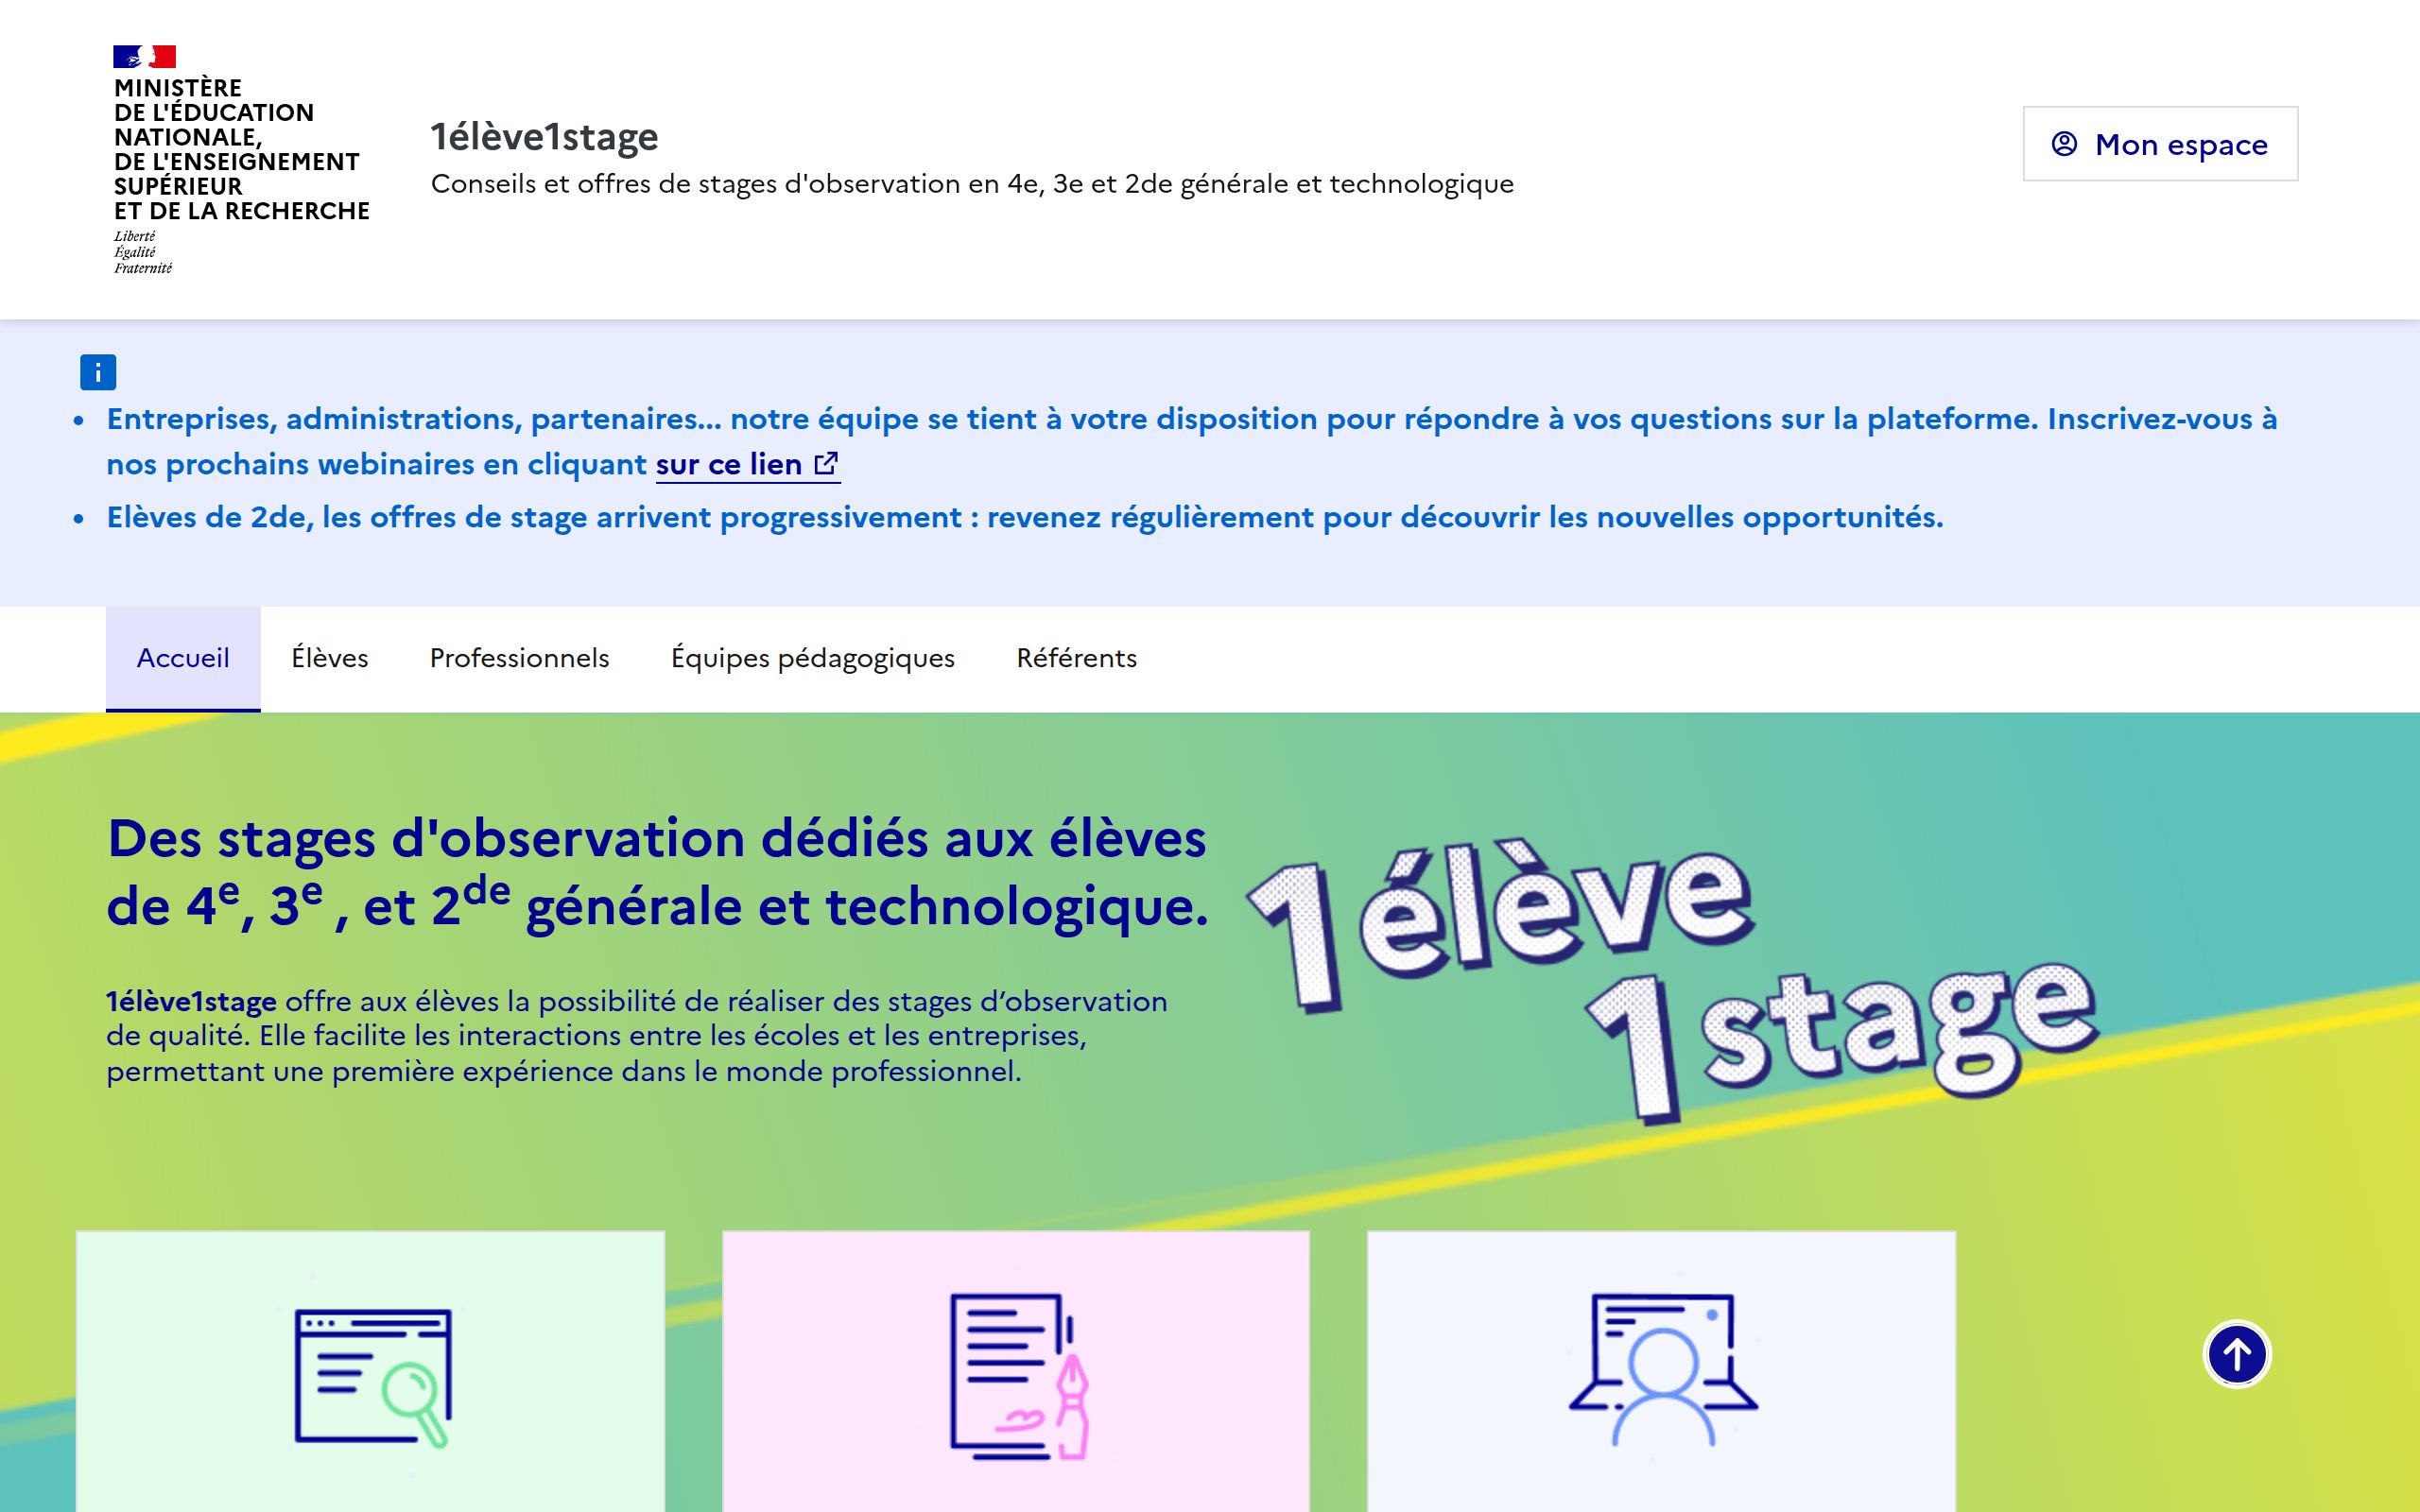 MINISTÈRE
DE L'ÉDUCATION
NATIONALE,
DE L'ENSEIGNEMENT
SUPÉRIEUR
ET DE LA RECHERCHE
Liberté
Égalité
Fraternité
1élève1stage
Conseils et offres de stages d'observation en 4e, 3e et 2de générale et technologique
Mon espace
Entreprises, administrations, partenaires... notre équipe se tient à votre disposition pour répondre à vos questions sur la plateforme. Inscrivez-vous à
nos prochains webinaires en cliquant sur ce lien
Elèves de 2de, les offres de stage arrivent progressivement : revenez régulièrement pour découvrir les nouvelles opportunités.
Accueil
Élèves
Professionnels
Équipes pédagogiques
Référents
Des stages d'observation dédiés aux élèves
de 4e, 3e , et 2de générale et technologique.
1élève1stage offre aux élèves la possibilité de réaliser des stages d’observation
de qualité. Elle facilite les interactions entre les écoles et les entreprises,
permettant une première expérience dans le monde professionnel.
1 élève
1 stage